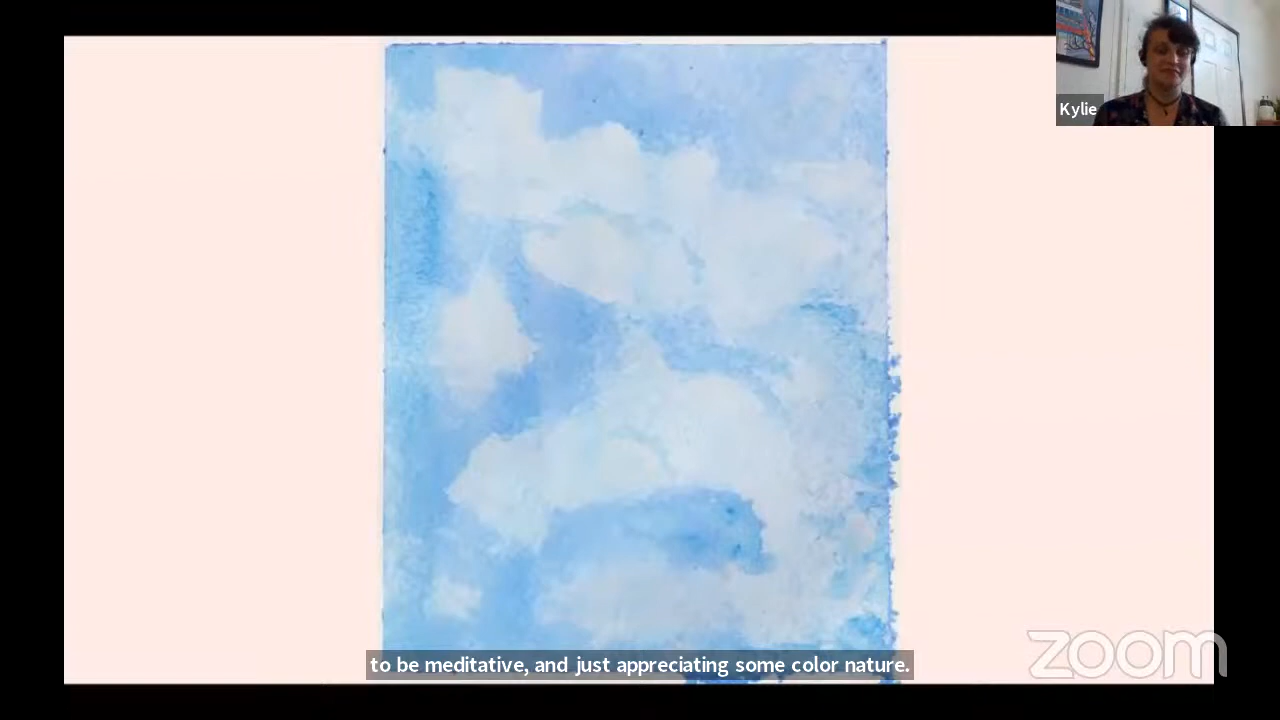 Kylie
to be meditative, and just appreciating some color nature.
zoom